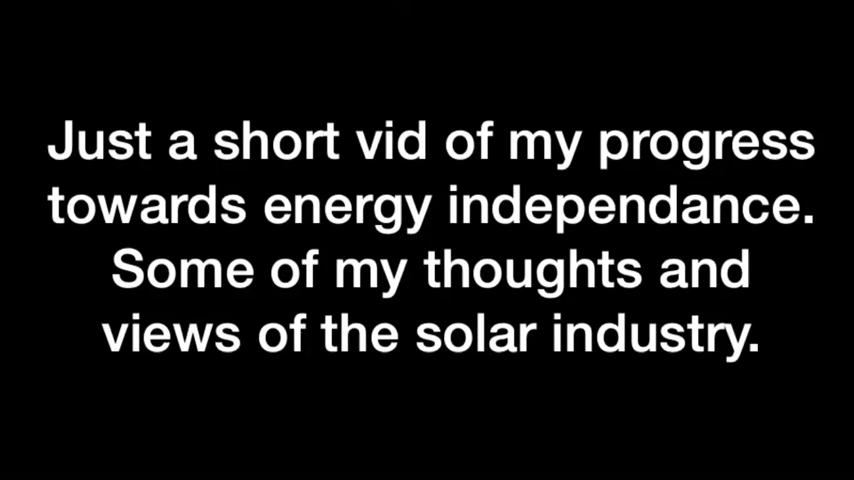 Just a short vid of my progress
towards energy independance.
Some of my thoughts and
views of the solar industry.